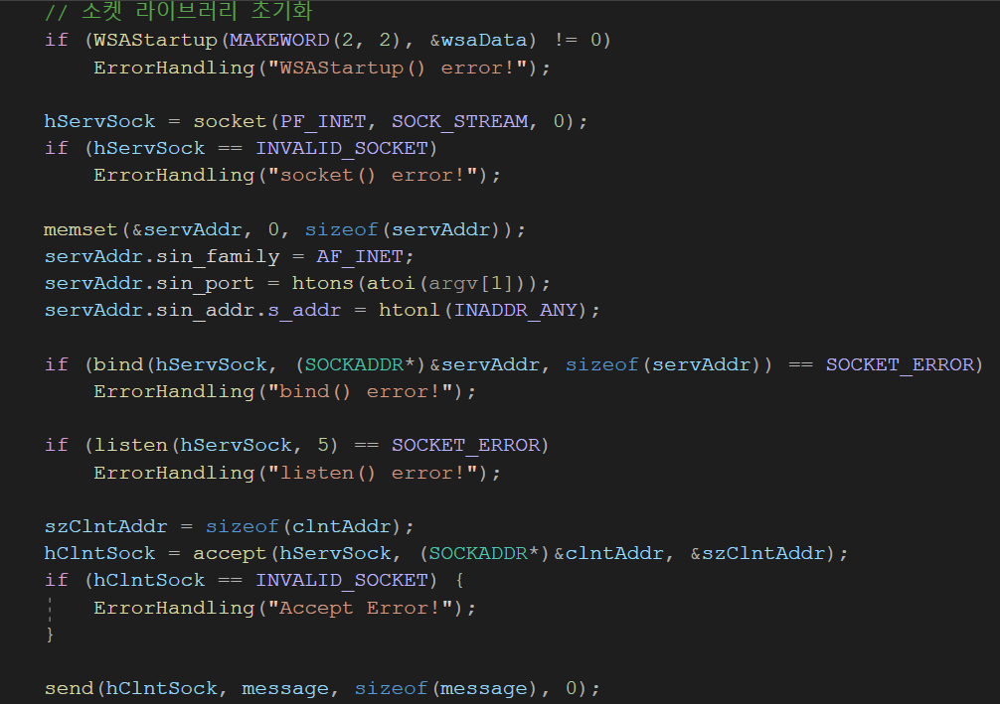 // 소켓 라이브러리 초기화
if (WSAStartup(MAKEWORD(2, 2), &wsaData) != 0)
ErrorHandling("WSAStartup() error!");
hServSock = socket(PF_INET, SOCK_STREAM, 0);
if (hServSock == INVALID_SOCKET)
ErrorHandling("socket() error!");
memset(&servAddr, 0, sizeof(servAddr));
servAddr.sin_family = AF_INET;
servAddr.sin_port = htons(atoi(argv[1]));
servAddr.sin_addr.s_addr = htonl(INADDR_ANY);
if (bind(hServSock, (SOCKADDR*)&servAddr, sizeof(servAddr)) == SOCKET_ERROR)
ErrorHandling("bind() error!");
if (listen(hServSock, 5) == SOCKET_ERROR)
ErrorHandling("listen() error!");
szClntAddr = sizeof(clntAddr);
hClntSock = accept(hServSock, (SOCKADDR*)&clntAddr, &szClntAddr);
if (hClntSock == INVALID_SOCKET) {
ErrorHandling("Accept Error!");
}
send(hClntSock, message, sizeof(message), 0);